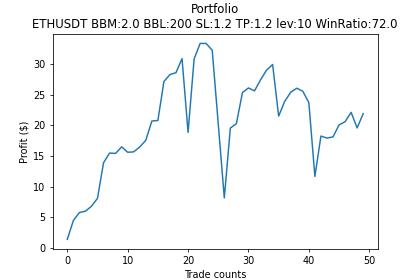 Portfolio
ETHUSDT BBM:2.0 BBL:200 SL:1.2 TP:1.2 lev:10 WinRatio:72.0
Profit ($)
30
25
20
15
10
5
0
0 10 20 30 40 50
Trade counts